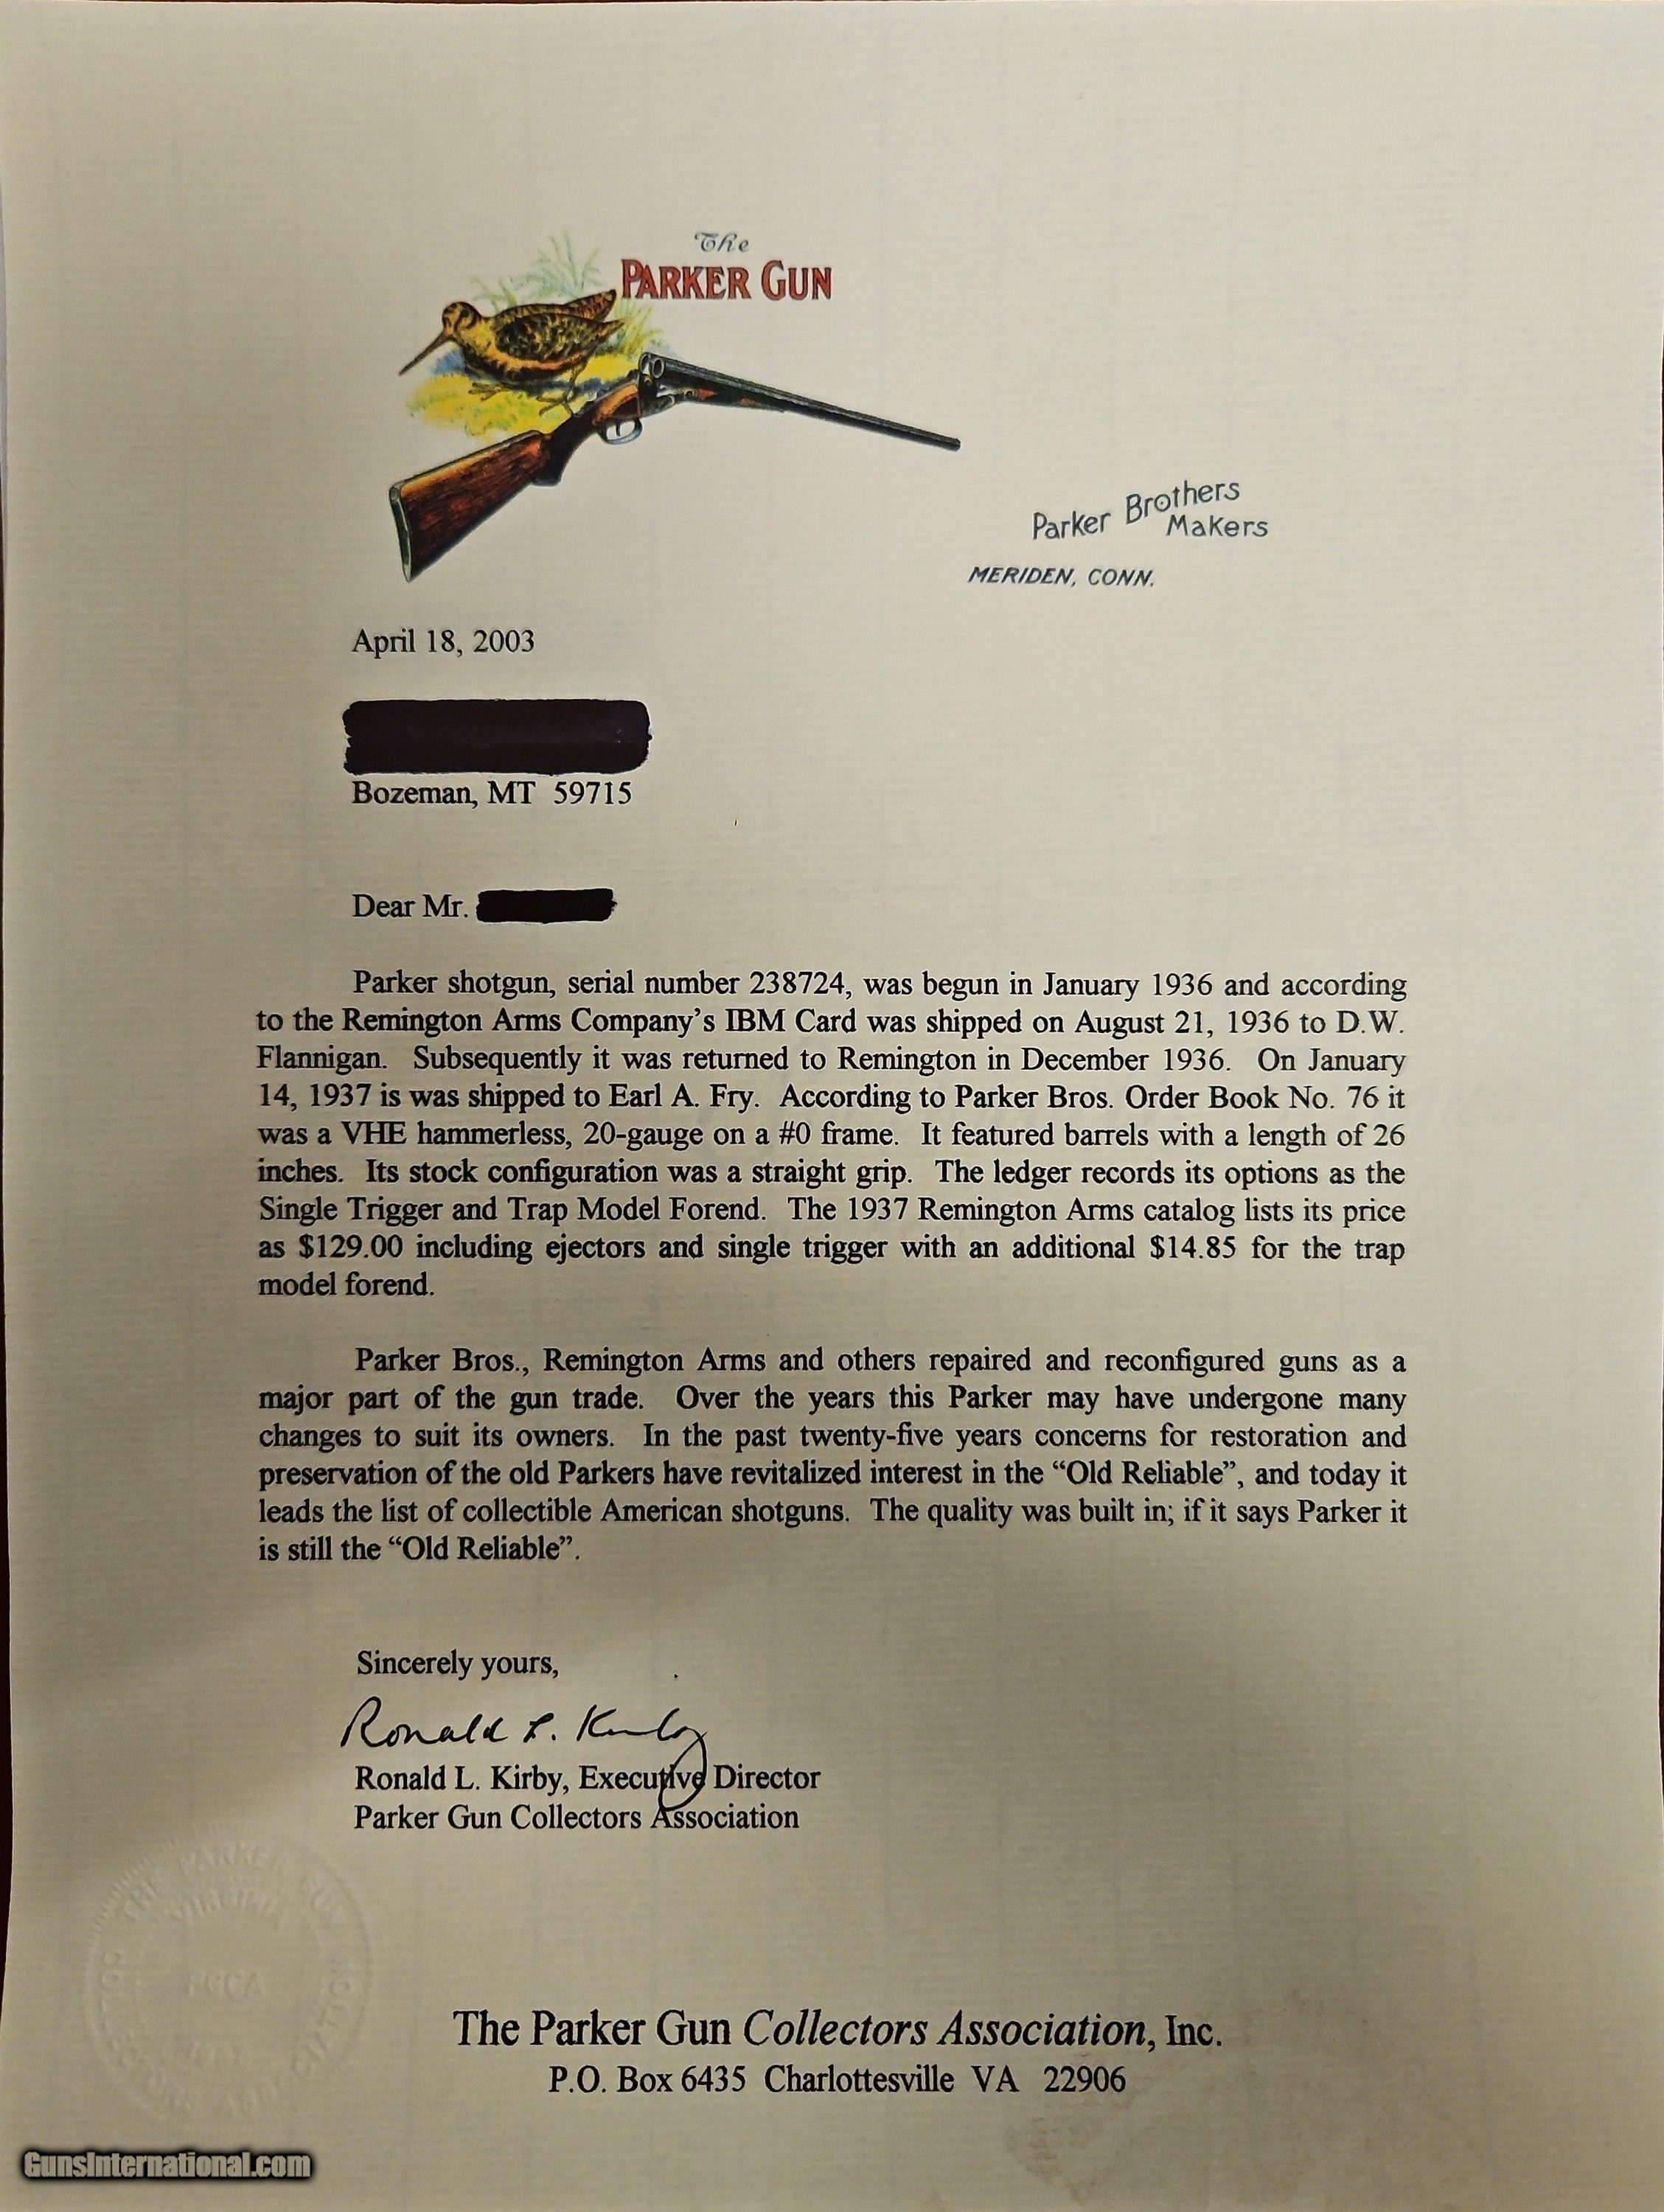 The
PARKER GUN
Parker Brothers
Makers
MERIDEN, CONN.
April 18, 2003
Bozeman, MT 59715
Dear Mr.
Parker shotgun, serial number 238724, was begun in January 1936 and according
to the Remington Arms Company's IBM Card was shipped on August 21, 1936 to D.W.
Flannigan. Subsequently it was returned to Remington in December 1936. On January
14, 1937 is was shipped to Earl A. Fry. According to Parker Bros. Order Book No. 76 it
was a VHE hammerless, 20-gauge on a #0 frame. It featured barrels with a length of 26
inches. Its stock configuration was a straight grip. The ledger records its options as the
Single Trigger and Trap Model Forend. The 1937 Remington Arms catalog lists its price
as $129.00 including ejectors and single trigger with an additional $14.85 for the trap
model forend.
Parker Bros., Remington Arms and others repaired and reconfigured guns as a
major part of the gun trade. Over the years this Parker may have undergone many
changes to suit its owners. In the past twenty-five years concerns for restoration and
preservation of the old Parkers have revitalized interest in the “Old Reliable”, and today it
leads the list of collectible American shotguns. The quality was built in; if it says Parker it
is still the “Old Reliable”.
Sincerely yours,
Ronald L. Kirby
Ronald L. Kirby, Executive Director
Parker Gun Collectors Association
The Parker Gun Collectors Association, Inc.
P.O. Box 6435 Charlottesville VA 22906
GunsInternational.com